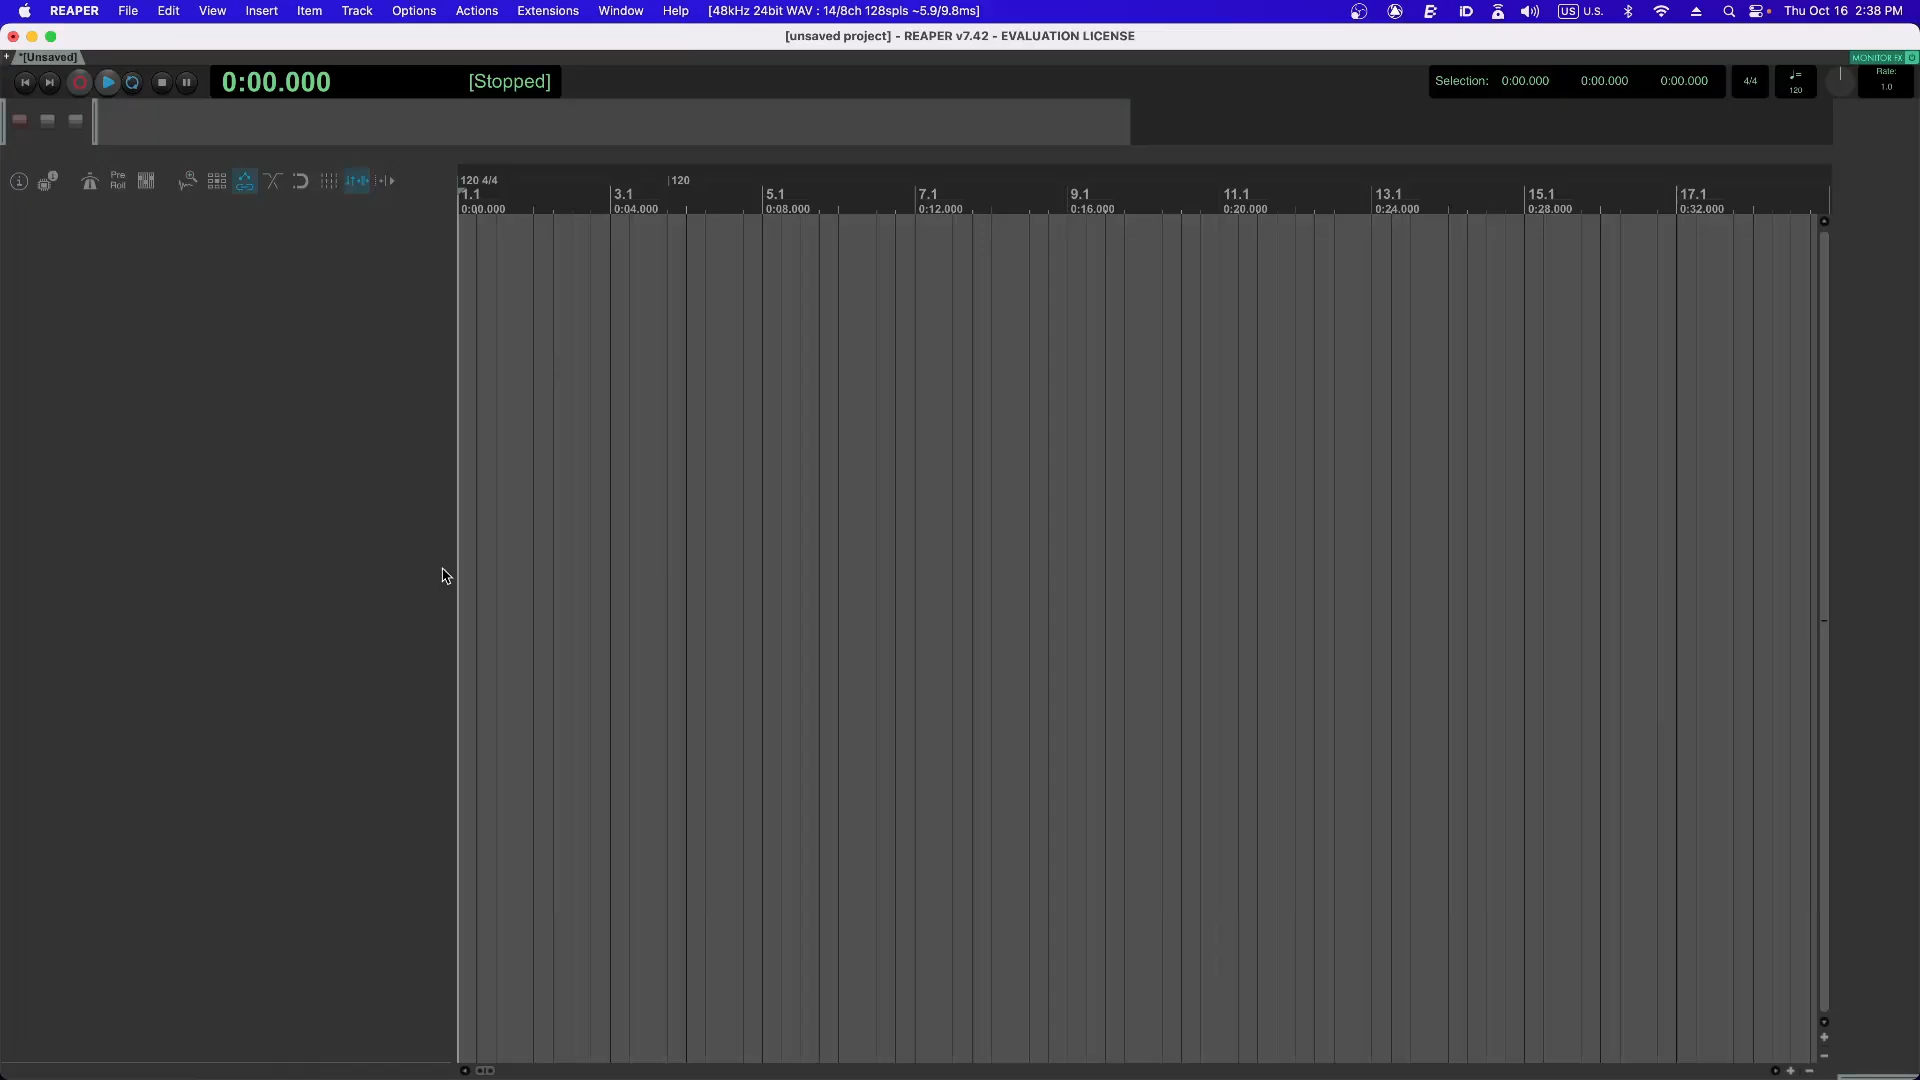 REAPER File Edit View Insert Item Track Options Actions Extensions Window Help [48kHz 24bit WAV : 14/8ch 128spls ~5.9/9.8ms] US U.S. Thu Oct 16 2:38 PM
[unsaved project] - REAPER v7.42 - EVALUATION LICENSE
+ *[Unsaved] MONITOR FX
0:00.000 [Stopped] Selection: 0:00.000 0:00.000 0:00.000 4/4 120 Rate: 1.0
Pre Roll
120 4/4 120
1.1 3.1 5.1 7.1 9.1 11.1 13.1 15.1 17.1
0:00.000 0:04.000 0:08.000 0:12.000 0:16.000 0:20.000 0:24.000 0:28.000 0:32.000